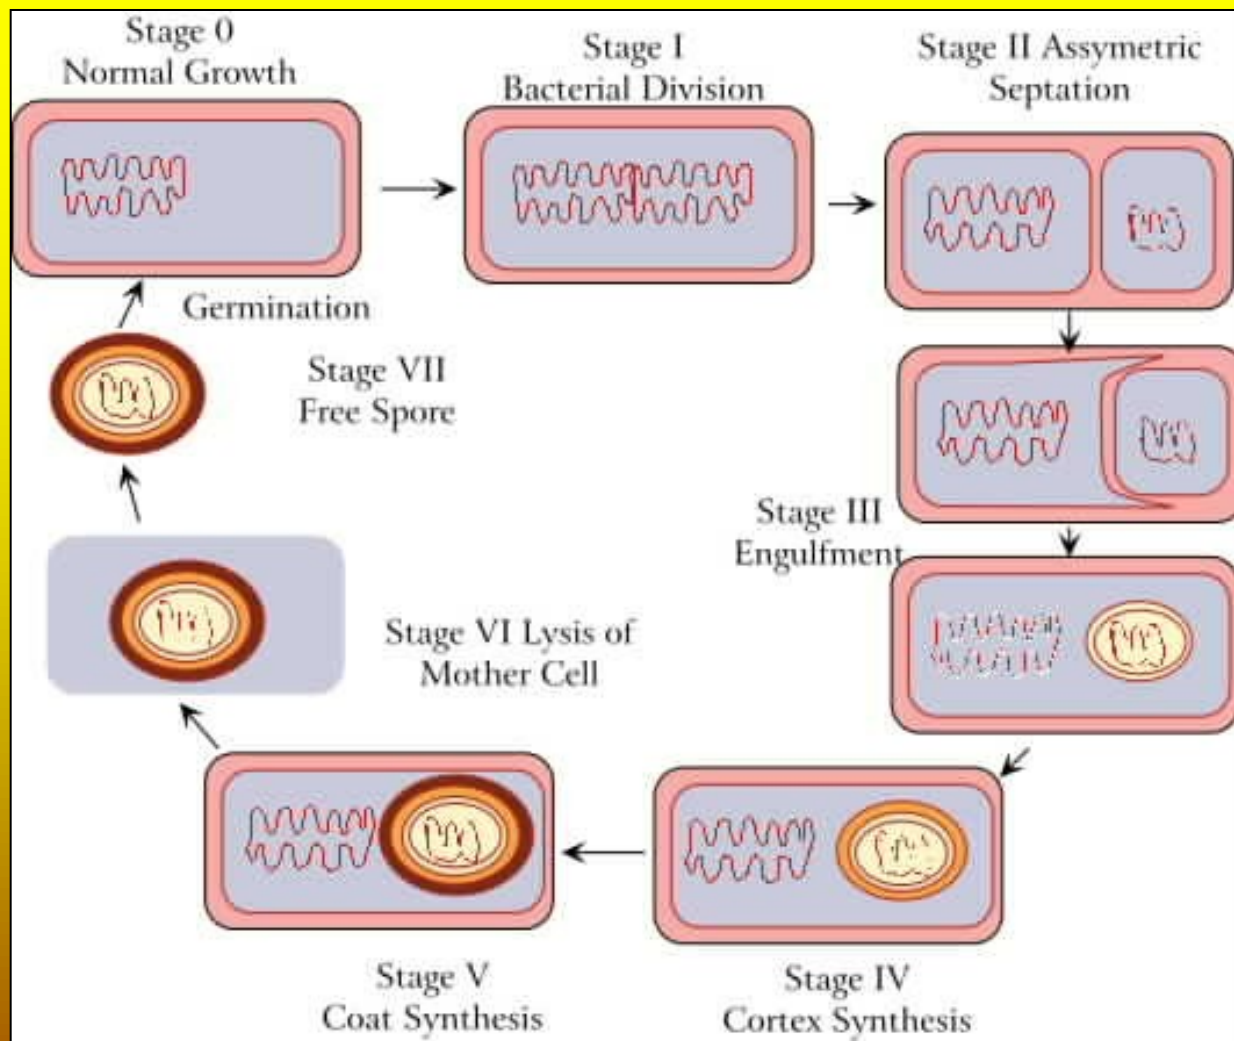 Stage 0
Normal Growth
Stage I
Bacterial Division
Stage II Assymetric
Septation
Germination
Stage VII
Free Spore
Stage III
Engulfment
Stage VI Lysis of
Mother Cell
Stage V
Coat Synthesis
Stage IV
Cortex Synthesis